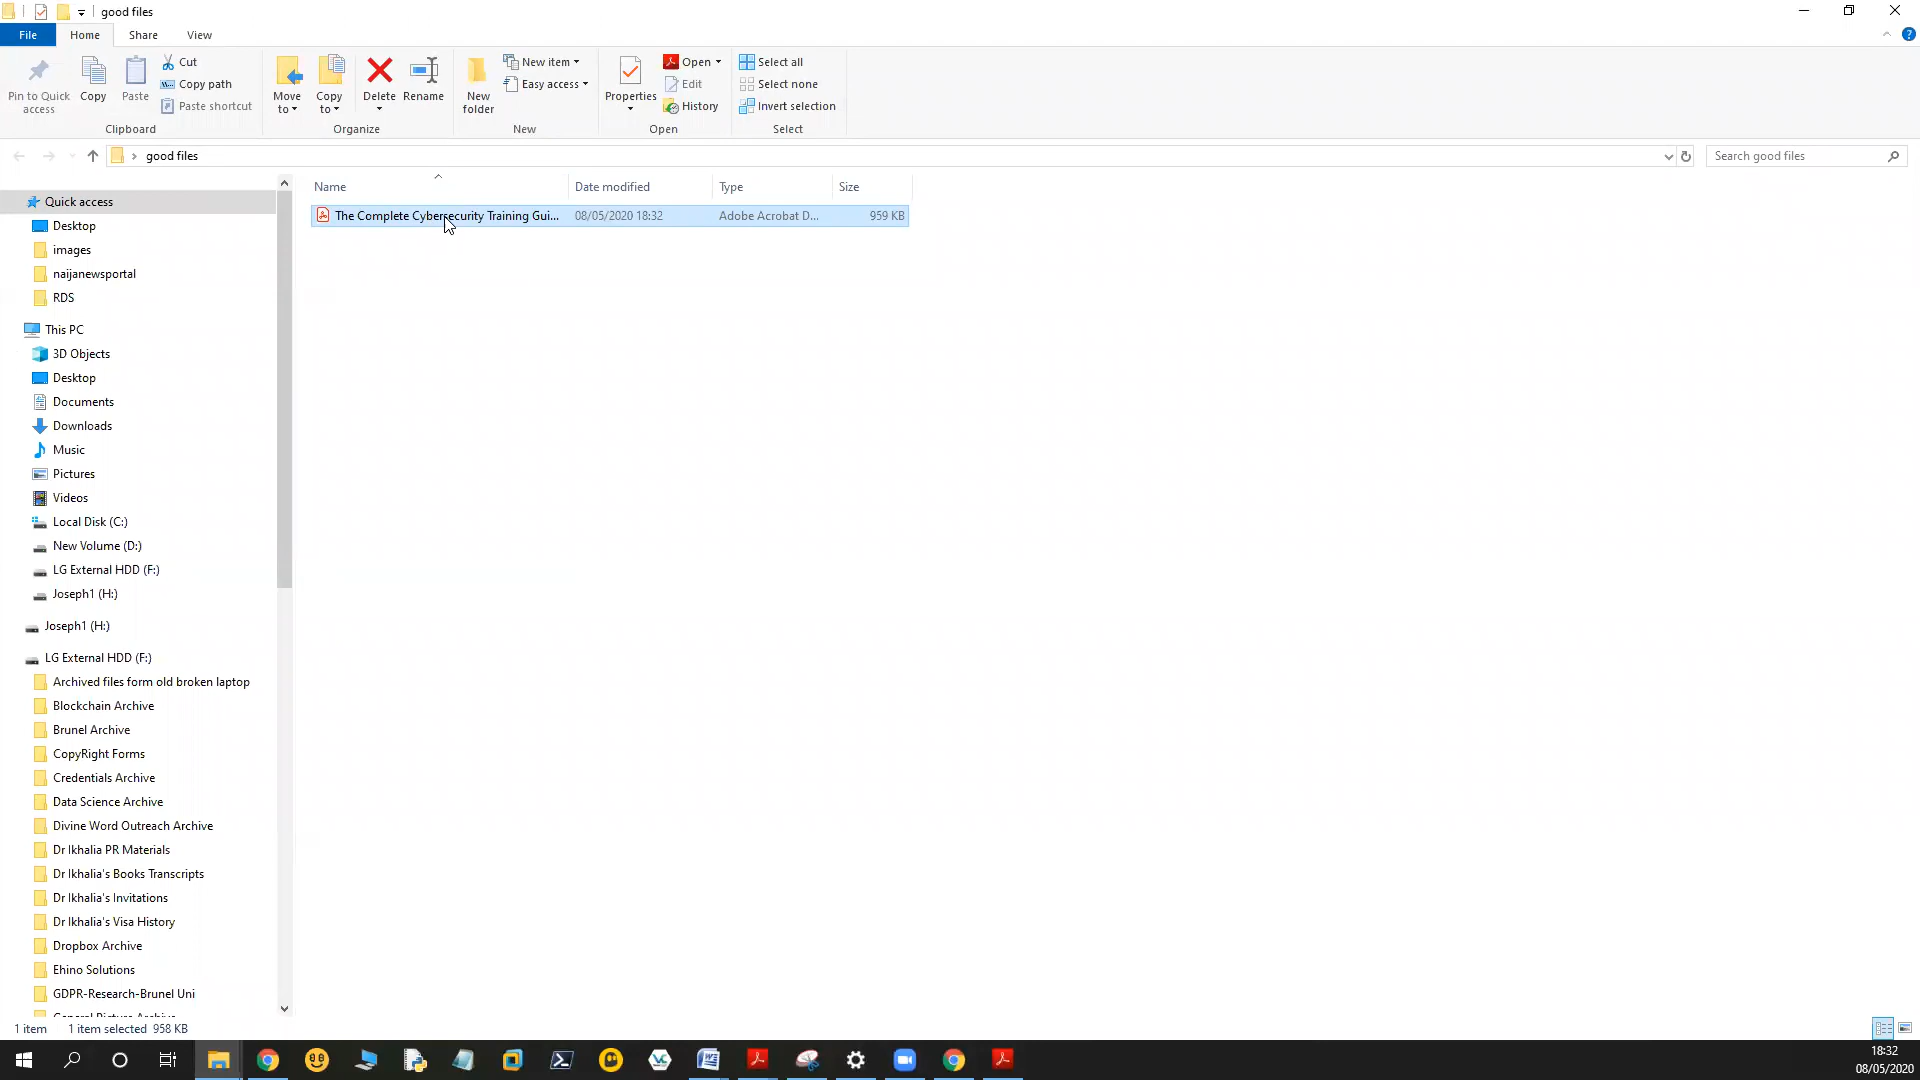 good files
File Home Share View
Pin to Quick access
Copy
Paste
Cut
Copy path
Paste shortcut
Clipboard
Move to
Copy to
Delete
Rename
Organize
New folder
New item
Easy access
New
Properties
Open
Edit
History
Open
Select all
Select none
Invert selection
Select
good files
Search good files
Name Date modified Type Size
The Complete Cybersecurity Training Gui... 08/05/2020 18:32 Adobe Acrobat D... 959 KB
Quick access
Desktop
images
naijanewsportal
RDS
This PC
3D Objects
Desktop
Documents
Downloads
Music
Pictures
Videos
Local Disk (C:)
New Volume (D:)
LG External HDD (F:)
Joseph1 (H:)
Joseph1 (H:)
LG External HDD (F:)
Archived files form old broken laptop
Blockchain Archive
Brunel Archive
CopyRight Forms
Credentials Archive
Data Science Archive
Divine Word Outreach Archive
Dr Ikhalia PR Materials
Dr Ikhalia's Books Transcripts
Dr Ikhalia's Invitations
Dr Ikhalia's Visa History
Dropbox Archive
Ehino Solutions
GDPR-Research-Brunel Uni
1 item 1 item selected 958 KB
18:32
08/05/2020